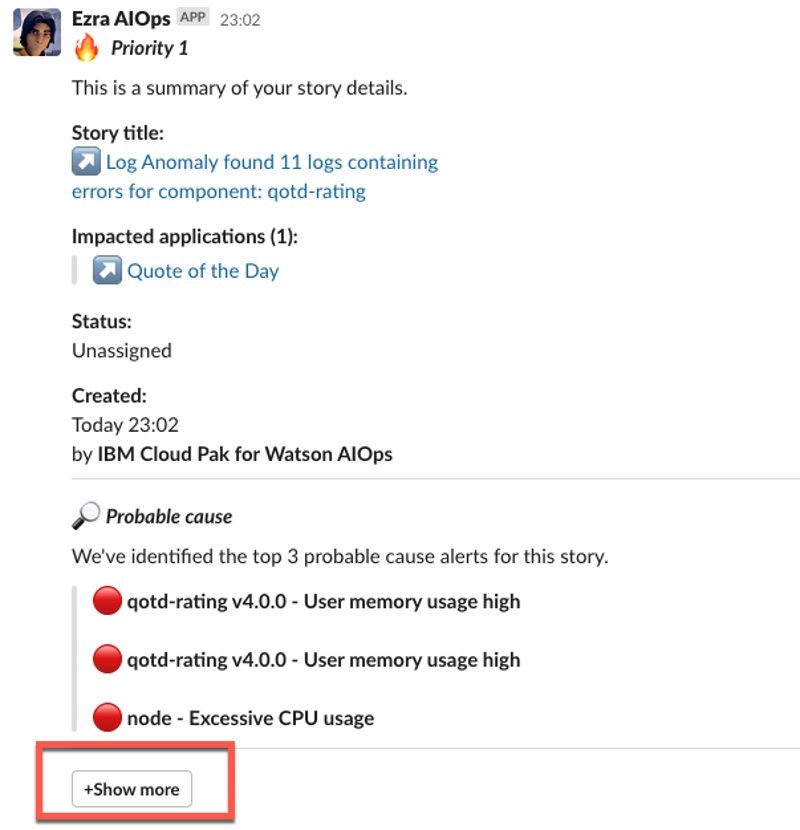 Ezra AIOps APP 23:02
Priority 1
This is a summary of your story details.
Story title:
Log Anomaly found 11 logs containing
errors for component: qotd-rating
Impacted applications (1):
Quote of the Day
Status:
Unassigned
Created:
Today 23:02
by IBM Cloud Pak for Watson AIOps
Probable cause
We've identified the top 3 probable cause alerts for this story.
qotd-rating v4.0.0 - User memory usage high
qotd-rating v4.0.0 - User memory usage high
node - Excessive CPU usage
+Show more